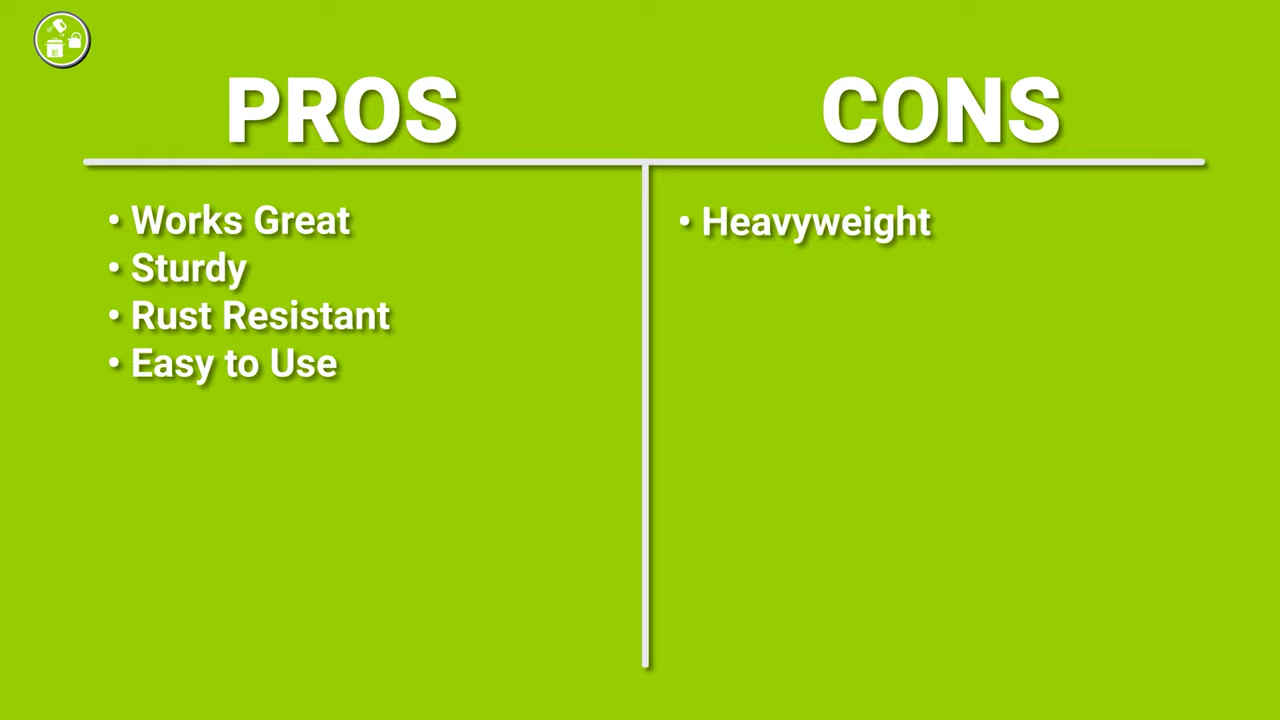 PROS
CONS
• Works Great
• Sturdy
• Rust Resistant
• Easy to Use
• Heavyweight